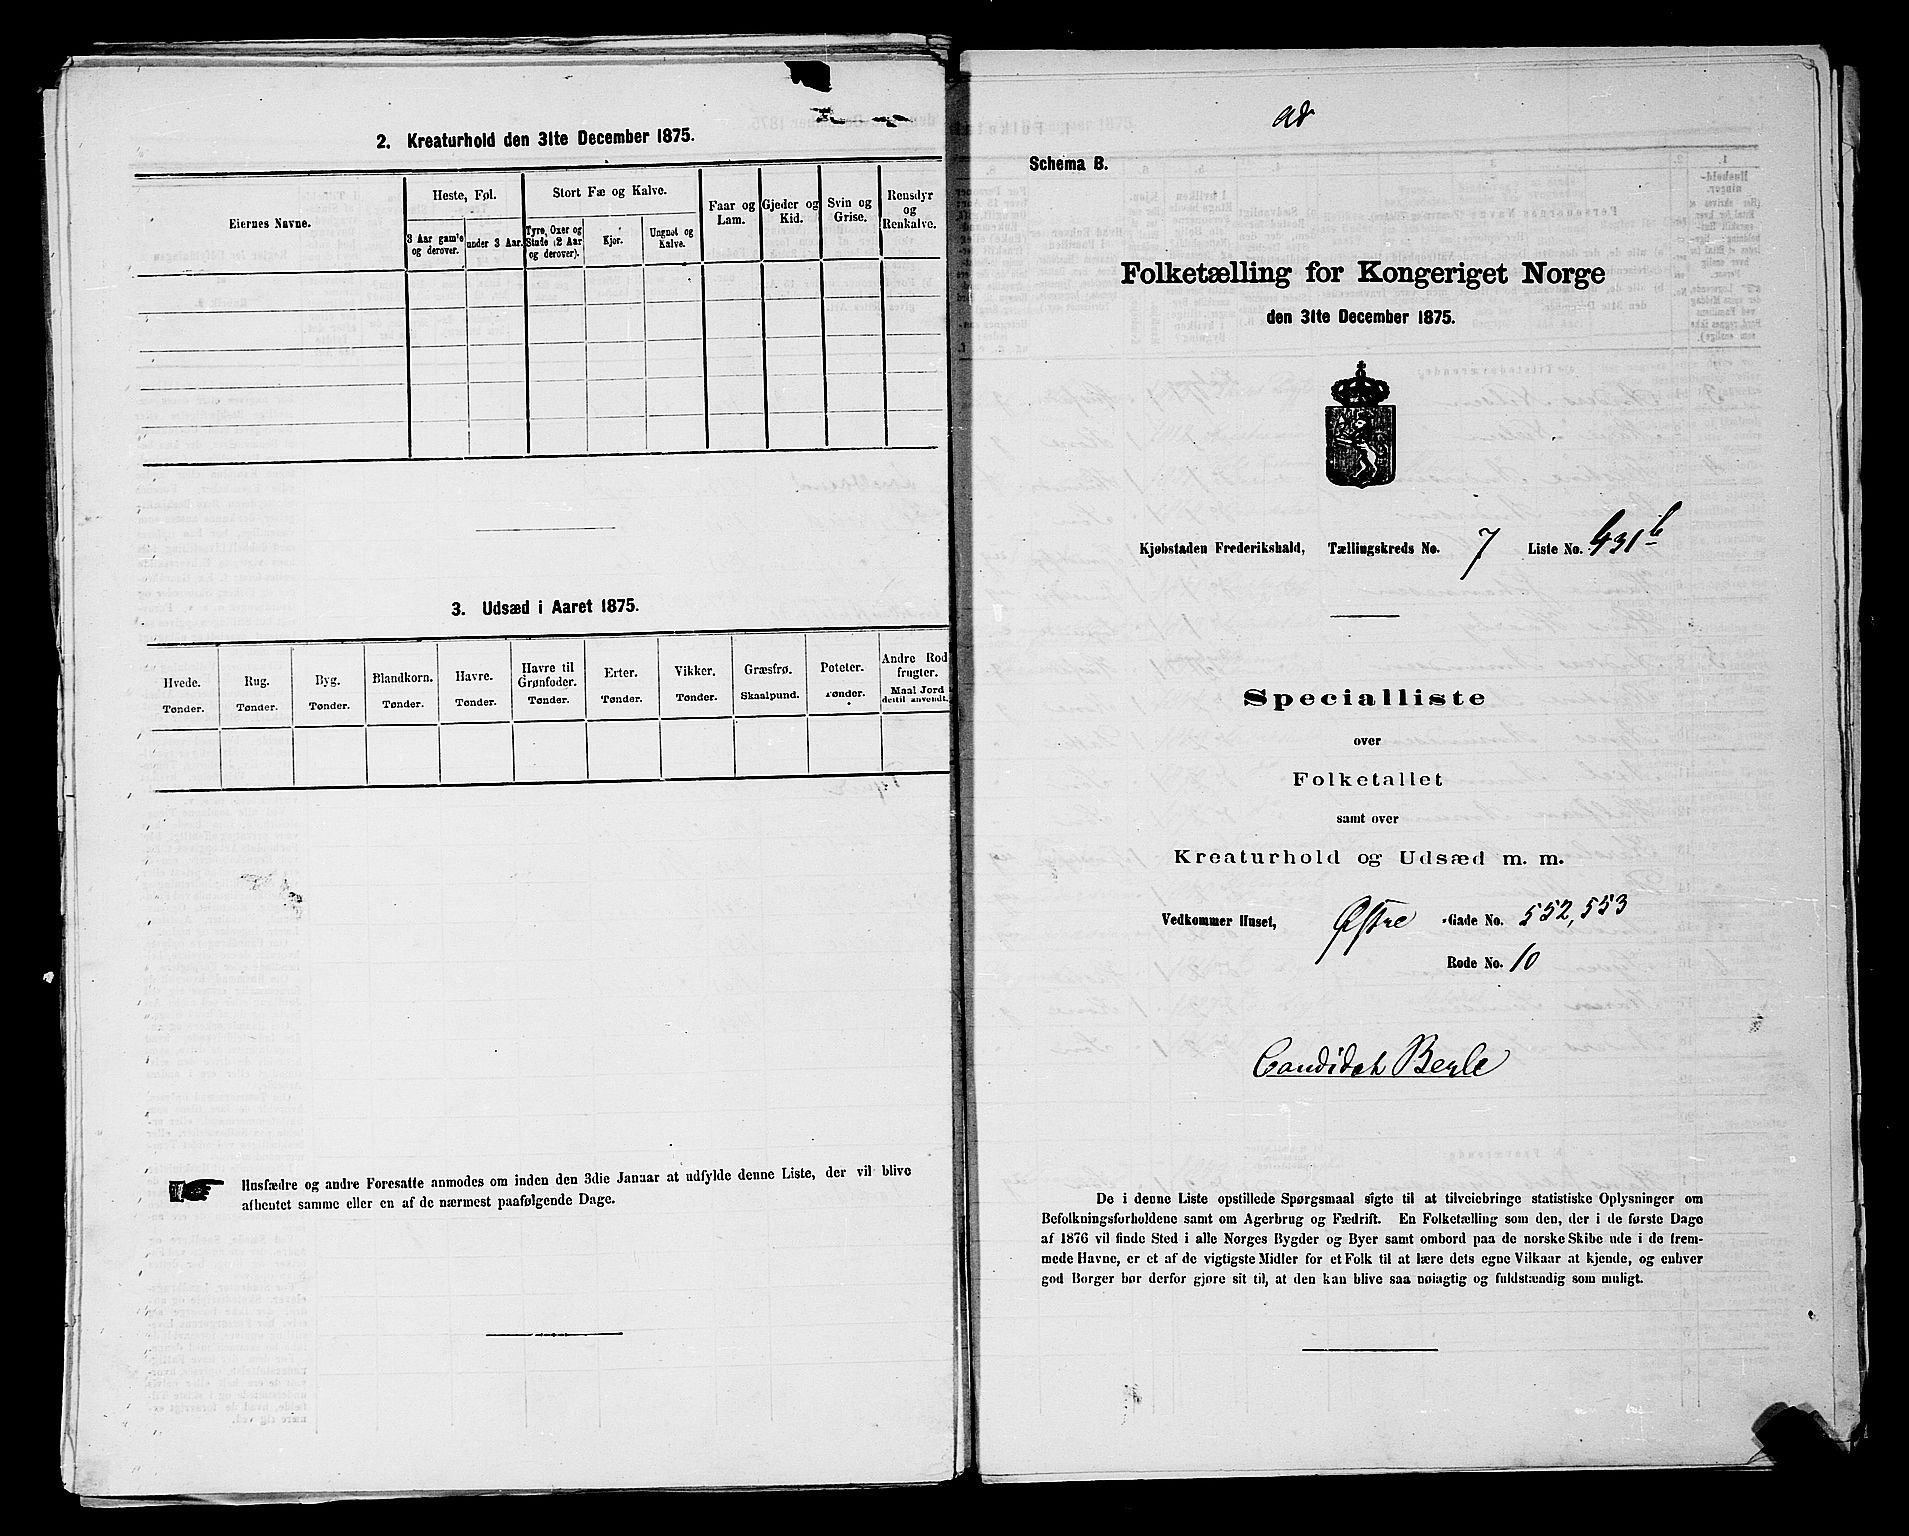 2. Kreaturhold den 31te December 1875.
Eiernes Navne.
Heste, Føl.
3 Aar gam'e og derover.
under 3 Aar.
Stort Fæ og Kalve.
Tyre, Oxer og Stude (2 Aar og derover).
Kjør.
Ungnøt og Kalve.
Faar og Lam.
Gjeder og Kid.
Svin og Grise.
Rensdyr og Renkalve.
3. Udsæd i Aaret 1875.
Hvede. Tønder.
Rug. Tønder.
Byg. Tønder.
Blandkorn. Tønder.
Havre. Tønder.
Havre til Grønfoder. Tønder.
Erter. Tønder.
Vikker. Tønder.
Græsfrø. Skaalpund.
Poteter. Tønder.
Andre Rodfrugter. Maal Jord dertil anvendt.
Husfædre og andre Foresatte anmodes om inden den 3die Januar at udfylde denne Liste, der vil blive
afhentet samme eller en af de nærmest paafølgende Dage.
Schema B.
Folketælling for Kongeriget Norge
den 31te December 1875.
Kjøbstaden Frederikshald, Tællingskreds No. 7 Liste No. 431 b
Specialliste
over
Folketallet
samt over
Kreaturhold og Udsæd m. m.
Vedkommer Huset, Østre -Gade No. 552, 553
Rode No. 10
Candidat Berle
De i denne Liste opstillede Spørgsmaal sigte til at tilveiebringe statistiske Oplysninger om
Befolkningsforholdene samt om Agerbrug og Fædrift. En Folketælling som den, der i de første Dage
af 1876 vil finde Sted i alle Norges Bygder og Byer samt ombord paa de norske Skibe ude i de frem-
mede Havne, er et af de vigtigste Midler for et Folk til at lære dets egne Vilkaar at kjende, og enhver
god Borger bør derfor gjøre sit til, at den kan blive saa nøiagtig og fuldstændig som muligt.